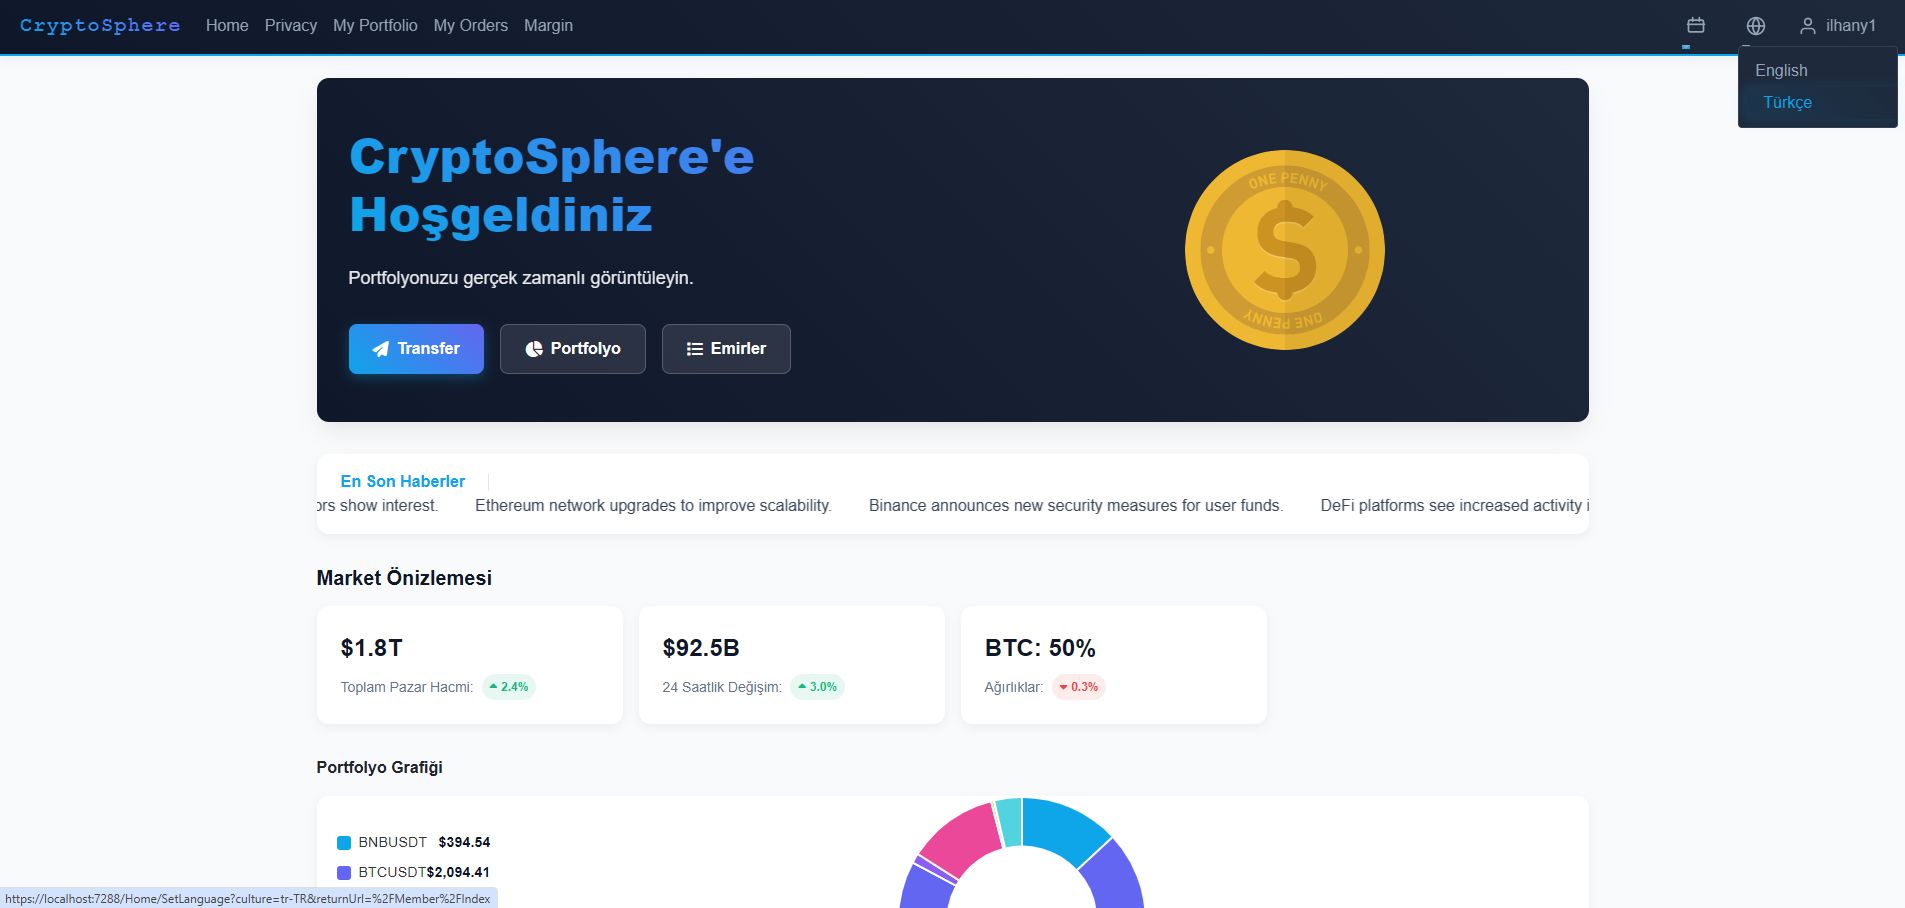 CryptoSphere Home Privacy My Portfolio My Orders Margin ilhany1
English
Türkçe
CryptoSphere'e
Hoşgeldiniz
Portfolyonuzu gerçek zamanlı görüntüleyin.
Transfer Portfolyo Emirler
ONE PENNY
$
ONE PENNY
En Son Haberler
ors show interest. Ethereum network upgrades to improve scalability. Binance announces new security measures for user funds. DeFi platforms see increased activity i
Market Önizlemesi
$1.8T $92.5B BTC: 50%
Toplam Pazar Hacmi: 2.4% 24 Saatlik Değişim: 3.0% Ağırlıklar: 0.3%
Portfolyo Grafiği
BNBUSDT $394.54
BTCUSDT $2,094.41
https://localhost:7288/Home/SetLanguage?culture=tr-TR&returnUrl=%2FMember%2FIndex